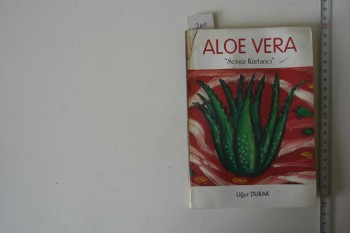 ALOE VERA
"Sessiz Kurtarıcı"
Uğur DURAK